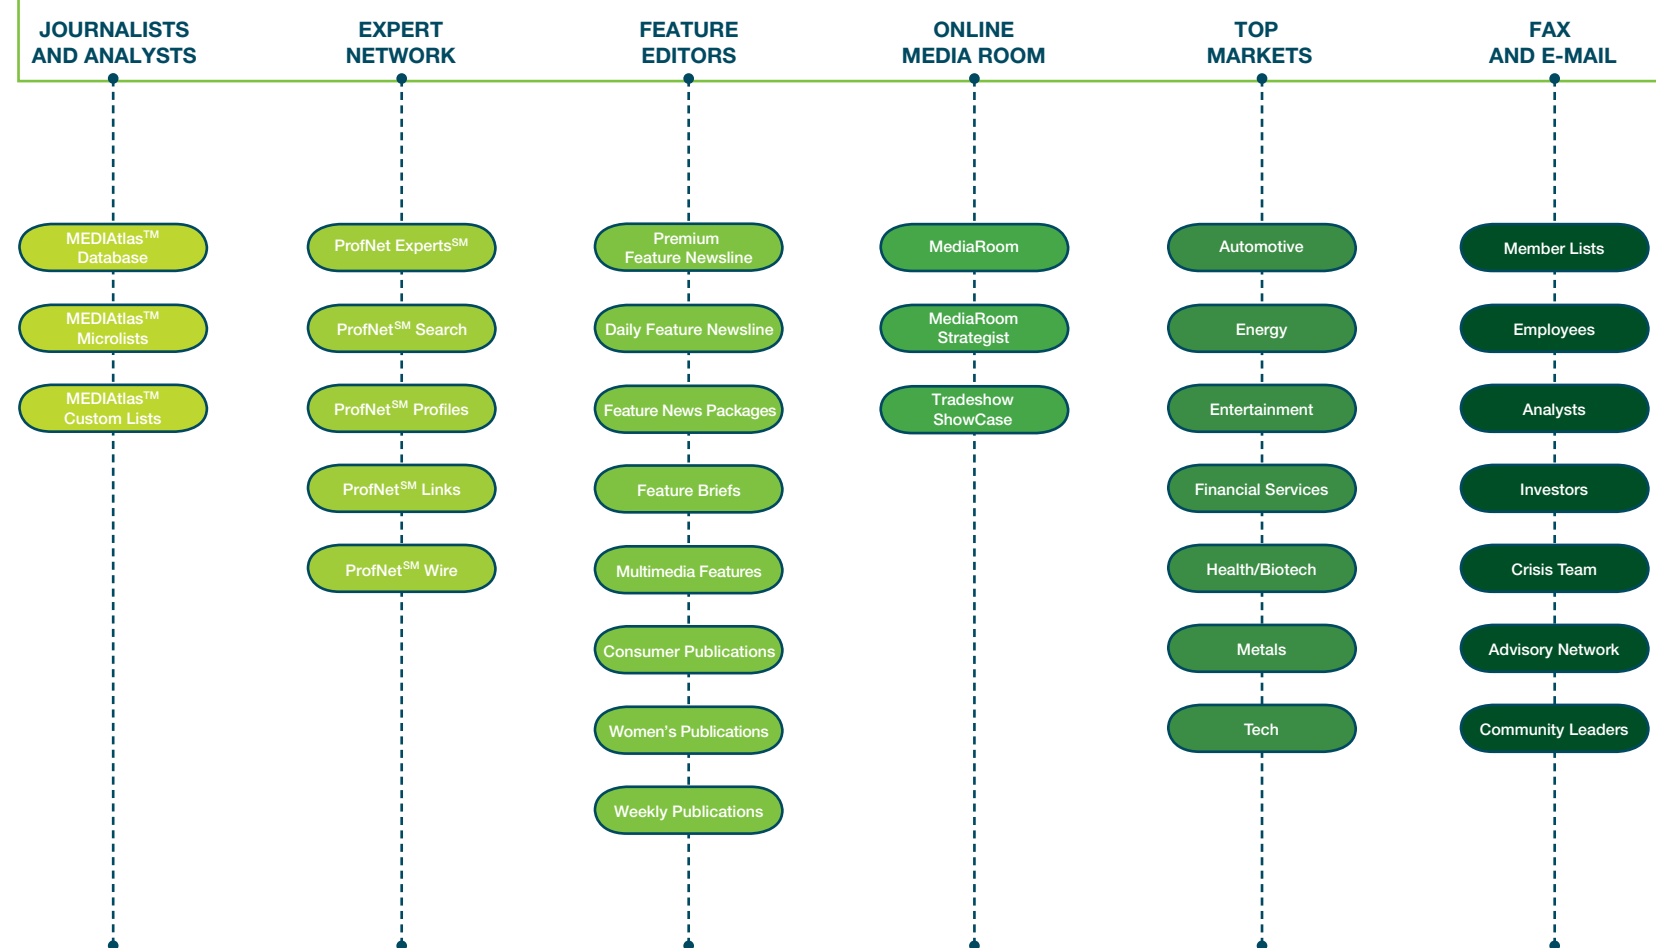 JOURNALISTS
AND ANALYSTS
EXPERT
NETWORK
FEATURE
EDITORS
ONLINE
MEDIA ROOM
TOP
MARKETS
FAX
AND E-MAIL
MEDIAtlas™
Database
MEDIAtlas™
Microlists
MEDIAtlas™
Custom Lists
ProfNet Experts℠
ProfNet℠ Search
ProfNet℠ Profiles
ProfNet℠ Links
ProfNet℠ Wire
Premium
Feature Newsline
Daily Feature Newsline
Feature News Packages
Feature Briefs
Multimedia Features
Consumer Publications
Women's Publications
Weekly Publications
MediaRoom
MediaRoom
Strategist
Tradeshow
ShowCase
Automotive
Energy
Entertainment
Financial Services
Health/Biotech
Metals
Tech
Member Lists
Employees
Analysts
Investors
Crisis Team
Advisory Network
Community Leaders